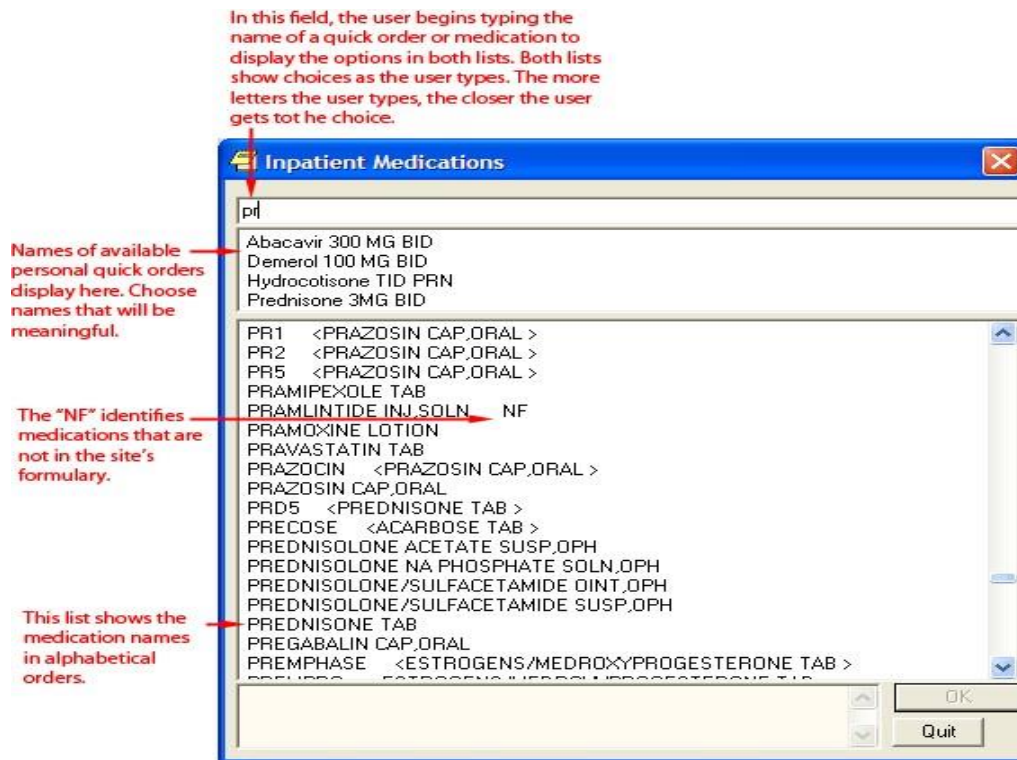 In this field, the user begins typing the
name of a quick order or medication to
display the options in both lists. Both lists
show choices as the user types. The more
letters the user types, the closer the user
gets tot he choice.
Inpatient Medications
pr
Names of available
personal quick orders
display here. Choose
names that will be
meaningful.
Abacavir 300 MG BID
Demerol 100 MG BID
Hydrocotisone TID PRN
Prednisone 3MG BID
PR1 <PRAZOSIN CAP,ORAL >
PR2 <PRAZOSIN CAP,ORAL >
PR5 <PRAZOSIN CAP,ORAL >
PRAMIPEXOLE TAB
PRAMLINTIDE INJ,SOLN NF
PRAMOXINE LOTION
PRAVASTATIN TAB
PRAZOCIN <PRAZOSIN CAP,ORAL >
PRAZOSIN CAP,ORAL
PRD5 <PREDNISONE TAB >
PRECOSE <ACARBOSE TAB >
PREDNISOLONE ACETATE SUSP,OPH
PREDNISOLONE NA PHOSPHATE SOLN,OPH
PREDNISOLONE/SULFACETAMIDE OINT,OPH
PREDNISOLONE/SULFACETAMIDE SUSP,OPH
PREDNISONE TAB
PREGABALIN CAP,ORAL
PREMPHASE <ESTROGENS/MEDROXYPROGESTERONE TAB >
The "NF" identifies
medications that are
not in the site's
formulary.
This list shows the
medication names
in alphabetical
orders.
OK
Quit